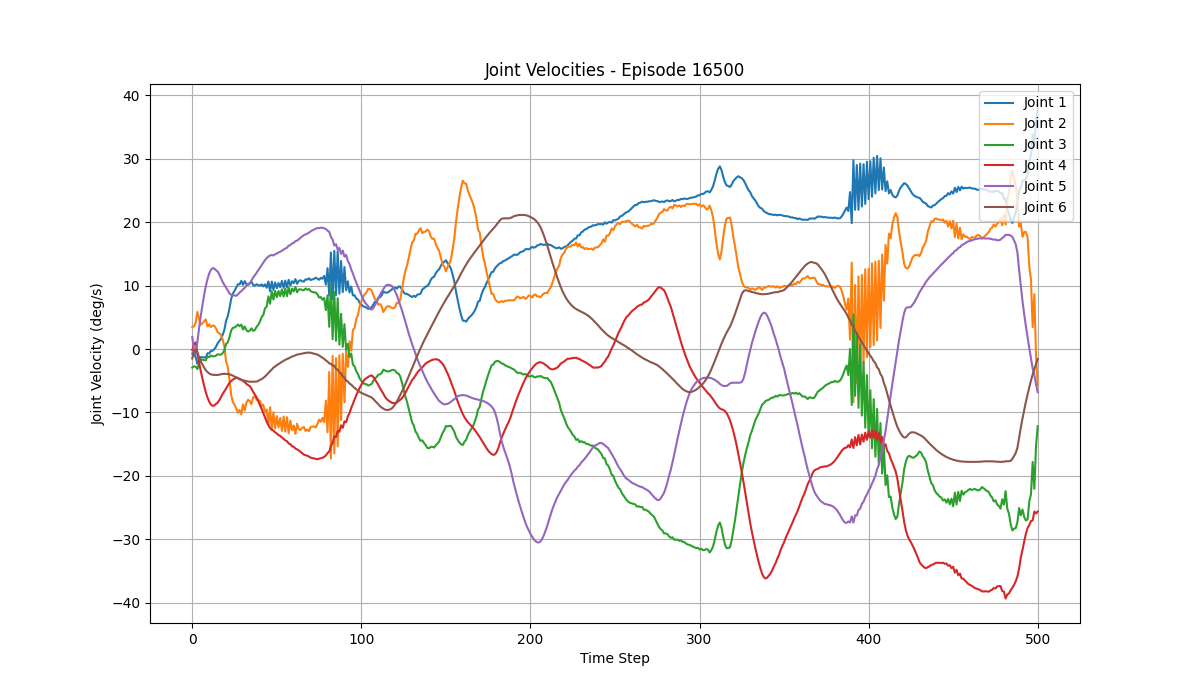 Joint Velocities - Episode 16500
Joint Velocity (deg/s)
40
30
20
10
0
−10
−20
−30
−40
0
100
200
300
400
500
Time Step
Joint 1
Joint 2
Joint 3
Joint 4
Joint 5
Joint 6